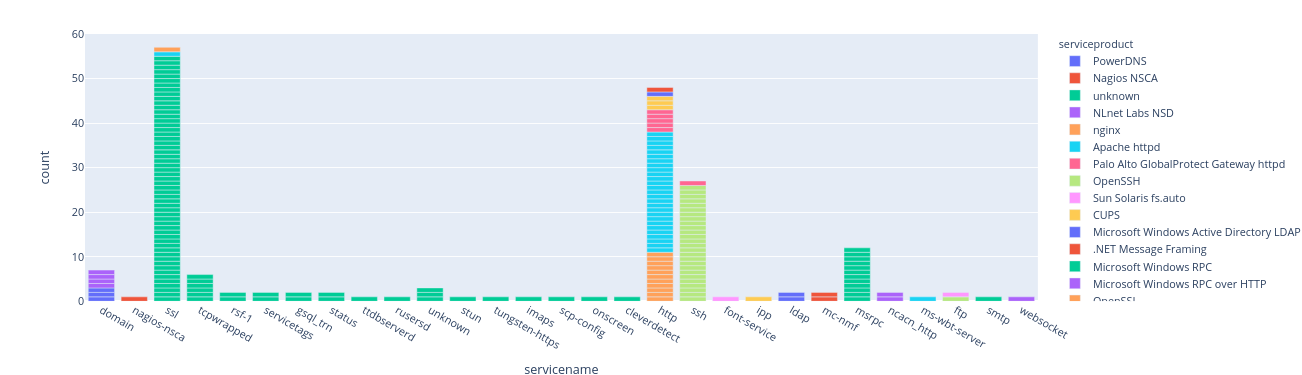 60
50
40
30
20
10
0
count
domain
nagios-nsca
ssl
tcpwrapped
rsf-1
servicetags
gsql_trn
status
ttdbserverd
rusersd
unknown
stun
tungsten-https
imaps
scp-config
onscreen
cleverdetect
http
ssh
font-service
ipp
ldap
mc-nmf
msrpc
ncacn_http
ms-wbt-server
ftp
smtp
websocket
servicename
serviceproduct
PowerDNS
Nagios NSCA
unknown
NLnet Labs NSD
nginx
Apache httpd
Palo Alto GlobalProtect Gateway httpd
OpenSSH
Sun Solaris fs.auto
CUPS
Microsoft Windows Active Directory LDAP
.NET Message Framing
Microsoft Windows RPC
Microsoft Windows RPC over HTTP